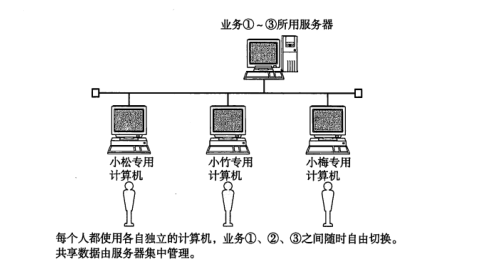 业务①~③所用服务器
小松专用
计算机
小竹专用
计算机
小梅专用
计算机
每个人都使用各自独立的计算机，业务①、②、③之间随时自由切换。
共享数据由服务器集中管理。